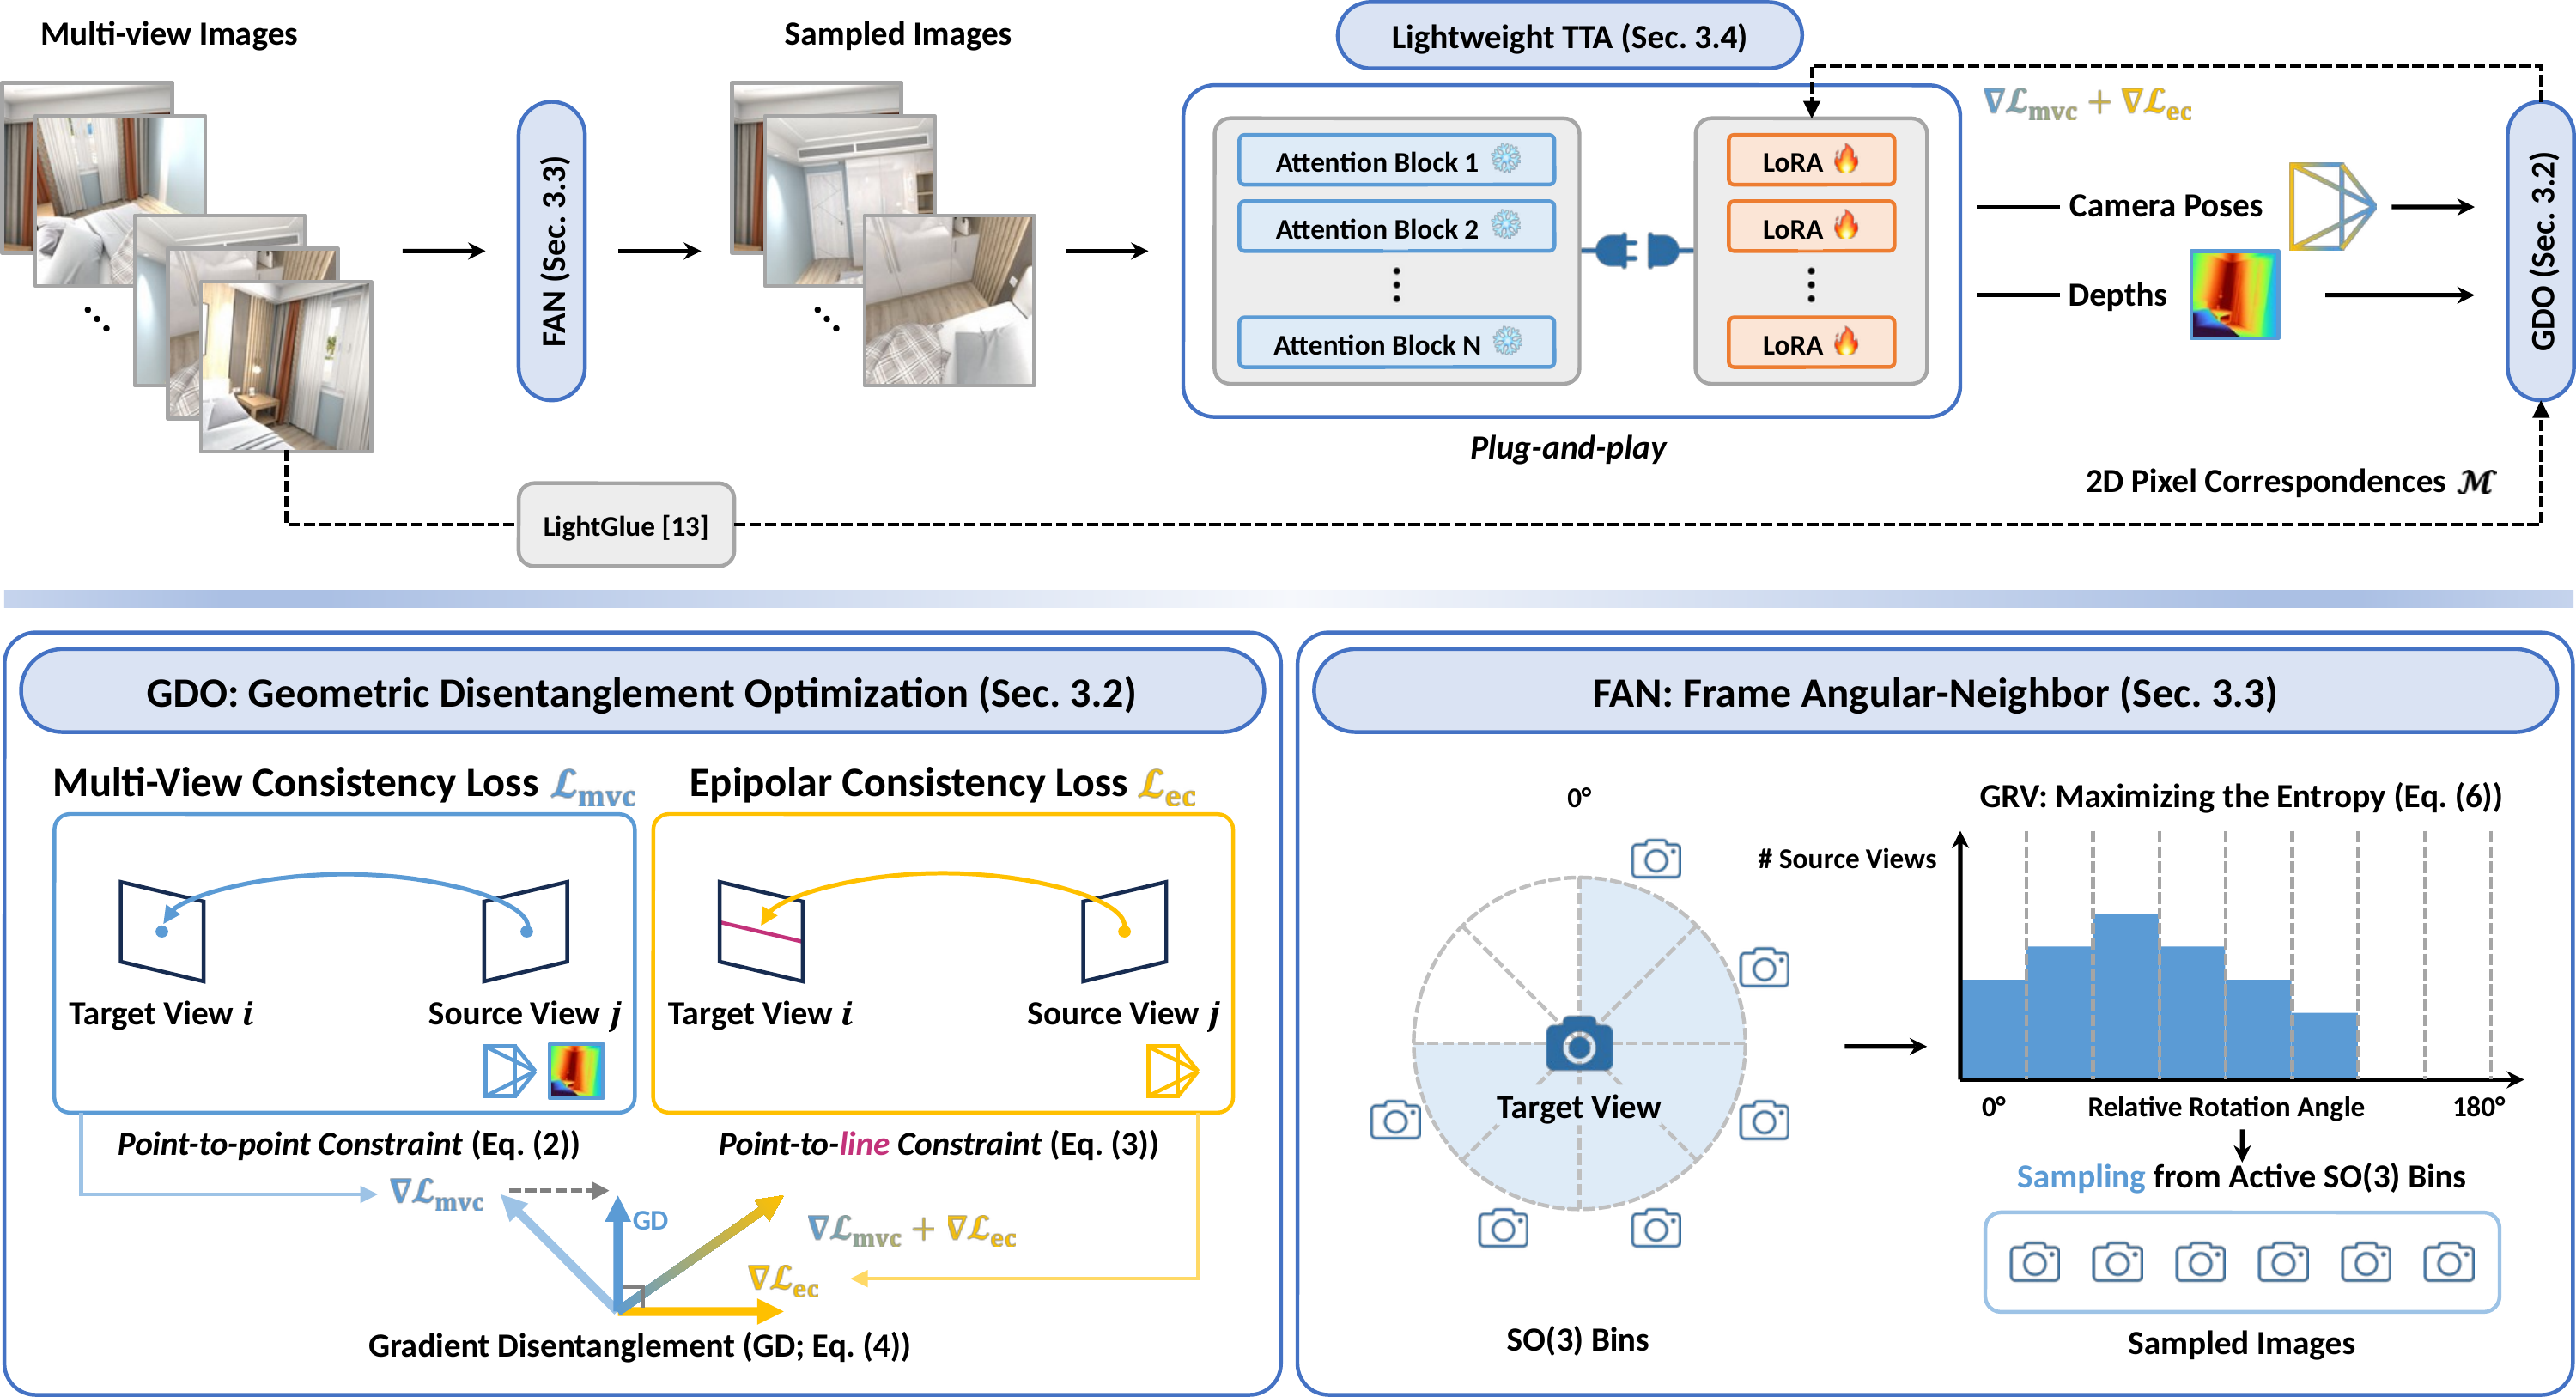 Multi-view Images
Sampled Images
Lightweight TTA (Sec. 3.4)
FAN (Sec. 3.3)
Attention Block 1
Attention Block 2
⋮
Attention Block N
LoRA
LoRA
⋮
LoRA
∇ℒmvc + ∇ℒec
Camera Poses
Depths
GDO (Sec. 3.2)
Plug-and-play
2D Pixel Correspondences ℳ
LightGlue [13]
GDO: Geometric Disentanglement Optimization (Sec. 3.2)
Multi-View Consistency Loss ℒmvc
Epipolar Consistency Loss ℒec
Target View i
Source View j
Target View i
Source View j
Point-to-point Constraint (Eq. (2))
Point-to-line Constraint (Eq. (3))
∇ℒmvc
GD
∇ℒmvc + ∇ℒec
∇ℒec
Gradient Disentanglement (GD; Eq. (4))
FAN: Frame Angular-Neighbor (Sec. 3.3)
0°
Target View
SO(3) Bins
GRV: Maximizing the Entropy (Eq. (6))
# Source Views
0°
Relative Rotation Angle
180°
Sampling from Active SO(3) Bins
Sampled Images